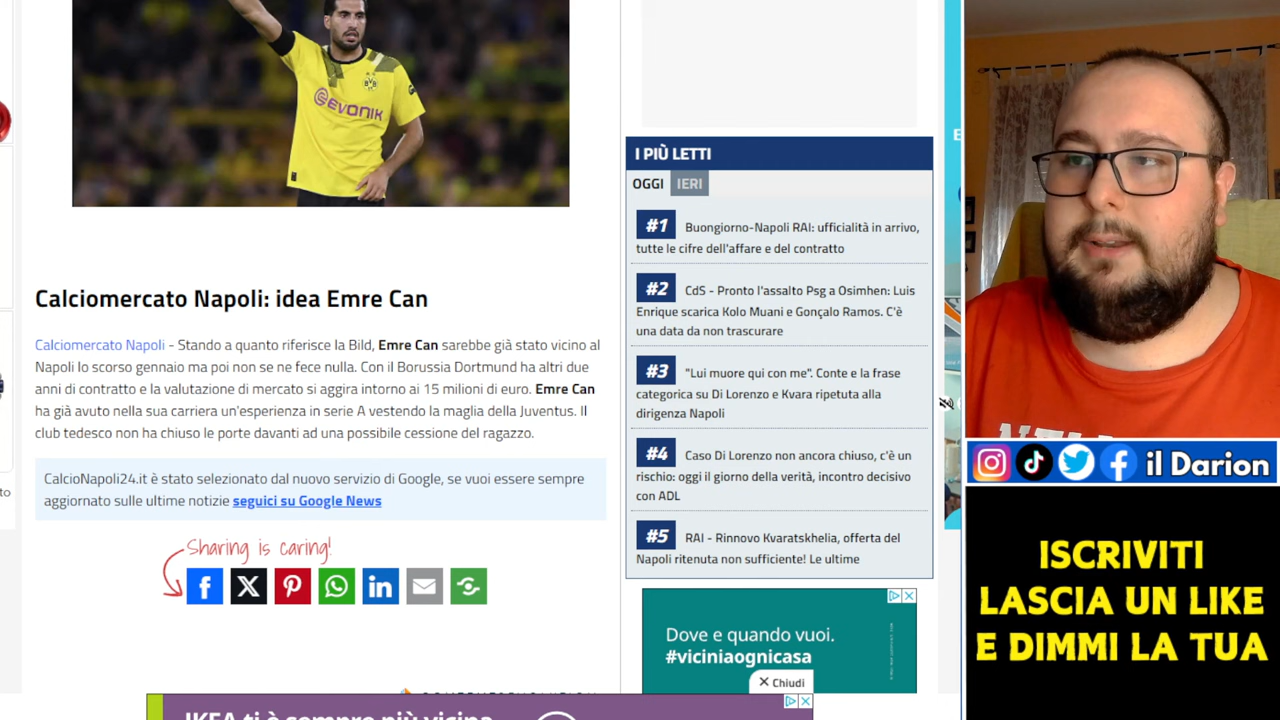 EVONIK
BVB
Calciomercato Napoli: idea Emre Can
Calciomercato Napoli - Stando a quanto riferisce la Bild, Emre Can sarebbe già stato vicino al
Napoli lo scorso gennaio ma poi non se ne fece nulla. Con il Borussia Dortmund ha altri due
anni di contratto e la valutazione di mercato si aggira intorno ai 15 milioni di euro. Emre Can
ha già avuto nella sua carriera un'esperienza in serie A vestendo la maglia della Juventus. Il
club tedesco non ha chiuso le porte davanti ad una possibile cessione del ragazzo.
CalcioNapoli24.it è stato selezionato dal nuovo servizio di Google, se vuoi essere sempre
aggiornato sulle ultime notizie seguici su Google News
Sharing is caring!
I PIÙ LETTI
OGGI IERI
#1 Buongiorno-Napoli RAI: ufficialità in arrivo,
tutte le cifre dell'affare e del contratto
#2 CdS - Pronto l'assalto Psg a Osimhen: Luis
Enrique scarica Kolo Muani e Gonçalo Ramos. C'è
una data da non trascurare
#3 "Lui muore qui con me". Conte e la frase
categorica su Di Lorenzo e Kvara ripetuta alla
dirigenza Napoli
#4 Caso Di Lorenzo non ancora chiuso, c'è un
rischio: oggi il giorno della verità, incontro decisivo
con ADL
#5 RAI - Rinnovo Kvaratskhelia, offerta del
Napoli ritenuta non sufficiente! Le ultime
Dove e quando vuoi.
#viciniaognicasa
Chiudi
IKEA ti è sempre più vicina
il Darion
ISCRIVITI
LASCIA UN LIKE
E DIMMI LA TUA